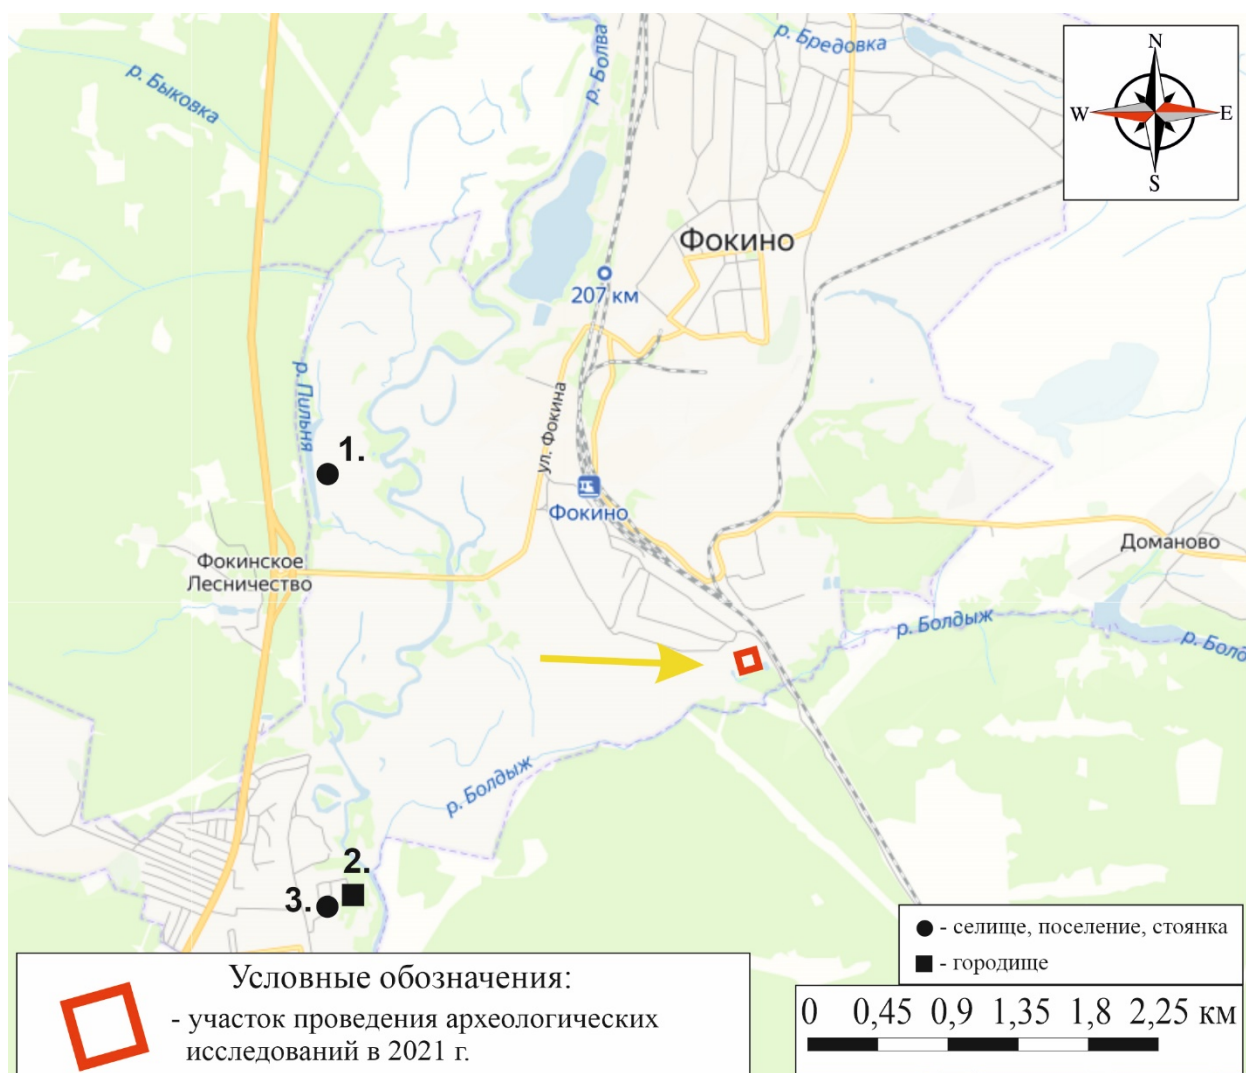 р. Болва
р. Бредовка
р. Быковка
N
W
E
S
Фокино
207 км
р. Пильня
ул. Фокина
1.
Фокино
Фокинское
Лесничество
Доманово
р. Болдыж
р. Болд
р. Болдыж
2.
3.
- селище, поселение, стоянка
- городище
Условные обозначения:
- участок проведения археологических
исследований в 2021 г.
0 0,45 0,9 1,35 1,8 2,25 км